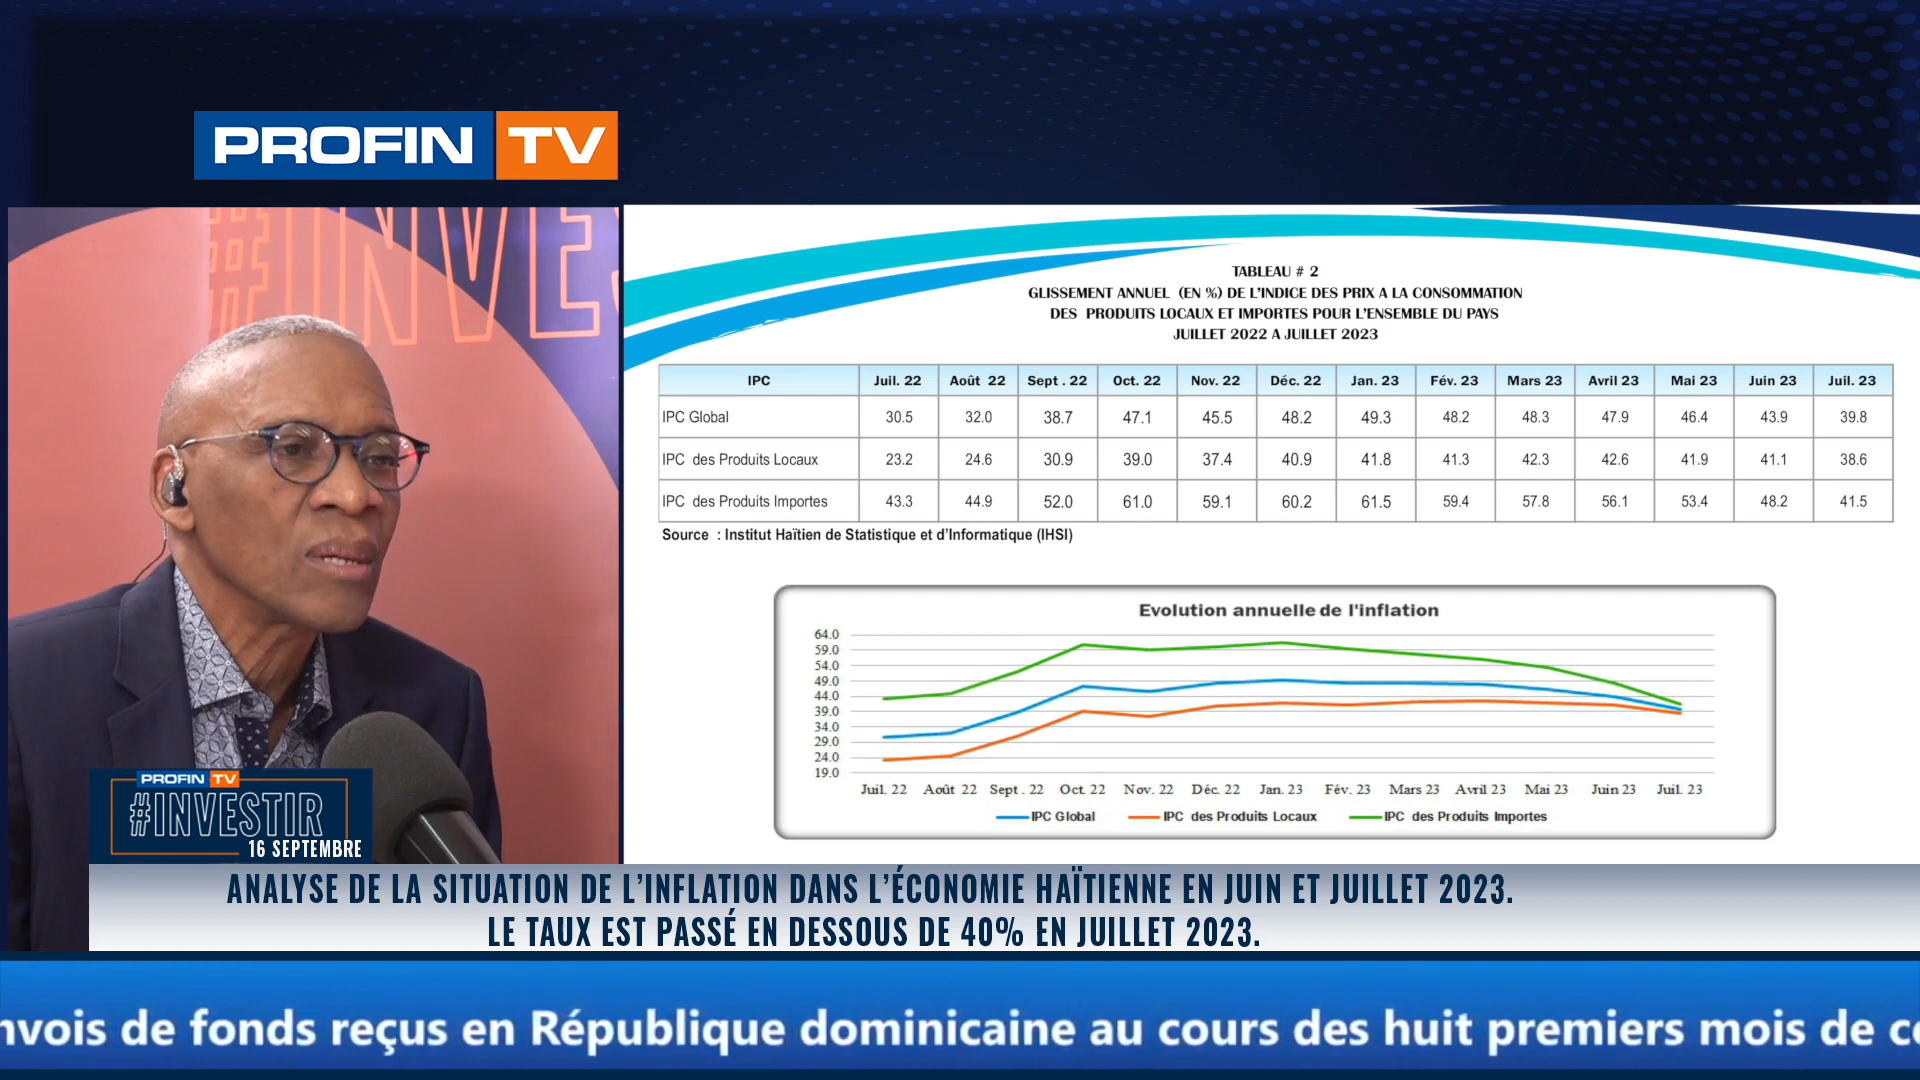 PROFIN TV
#INVES
TABLEAU # 2
GLISSEMENT ANNUEL (EN %) DE L'INDICE DES PRIX A LA CONSOMMATION
DES PRODUITS LOCAUX ET IMPORTES POUR L'ENSEMBLE DU PAYS
JUILLET 2022 A JUILLET 2023
IPC Juil. 22 Août 22 Sept . 22 Oct. 22 Nov. 22 Déc. 22 Jan. 23 Fév. 23 Mars 23 Avril 23 Mai 23 Juin 23 Juil. 23
IPC Global 30.5 32.0 38.7 47.1 45.5 48.2 49.3 48.2 48.3 47.9 46.4 43.9 39.8
IPC des Produits Locaux 23.2 24.6 30.9 39.0 37.4 40.9 41.8 41.3 42.3 42.6 41.9 41.1 38.6
IPC des Produits Importes 43.3 44.9 52.0 61.0 59.1 60.2 61.5 59.4 57.8 56.1 53.4 48.2 41.5
Source : Institut Haïtien de Statistique et d'Informatique (IHSI)
Evolution annuelle de l'inflation
64.0
59.0
54.0
49.0
44.0
39.0
34.0
29.0
24.0
19.0
Juil. 22 Août 22 Sept . 22 Oct. 22 Nov. 22 Déc. 22 Jan. 23 Fév. 23 Mars 23 Avril 23 Mai 23 Juin 23 Juil. 23
IPC Global IPC des Produits Locaux IPC des Produits Importes
PROFIN TV
#INVESTIR
16 SEPTEMBRE
ANALYSE DE LA SITUATION DE L'INFLATION DANS L'ÉCONOMIE HAÏTIENNE EN JUIN ET JUILLET 2023.
LE TAUX EST PASSÉ EN DESSOUS DE 40% EN JUILLET 2023.
nvois de fonds reçus en République dominicaine au cours des huit premiers mois de ce